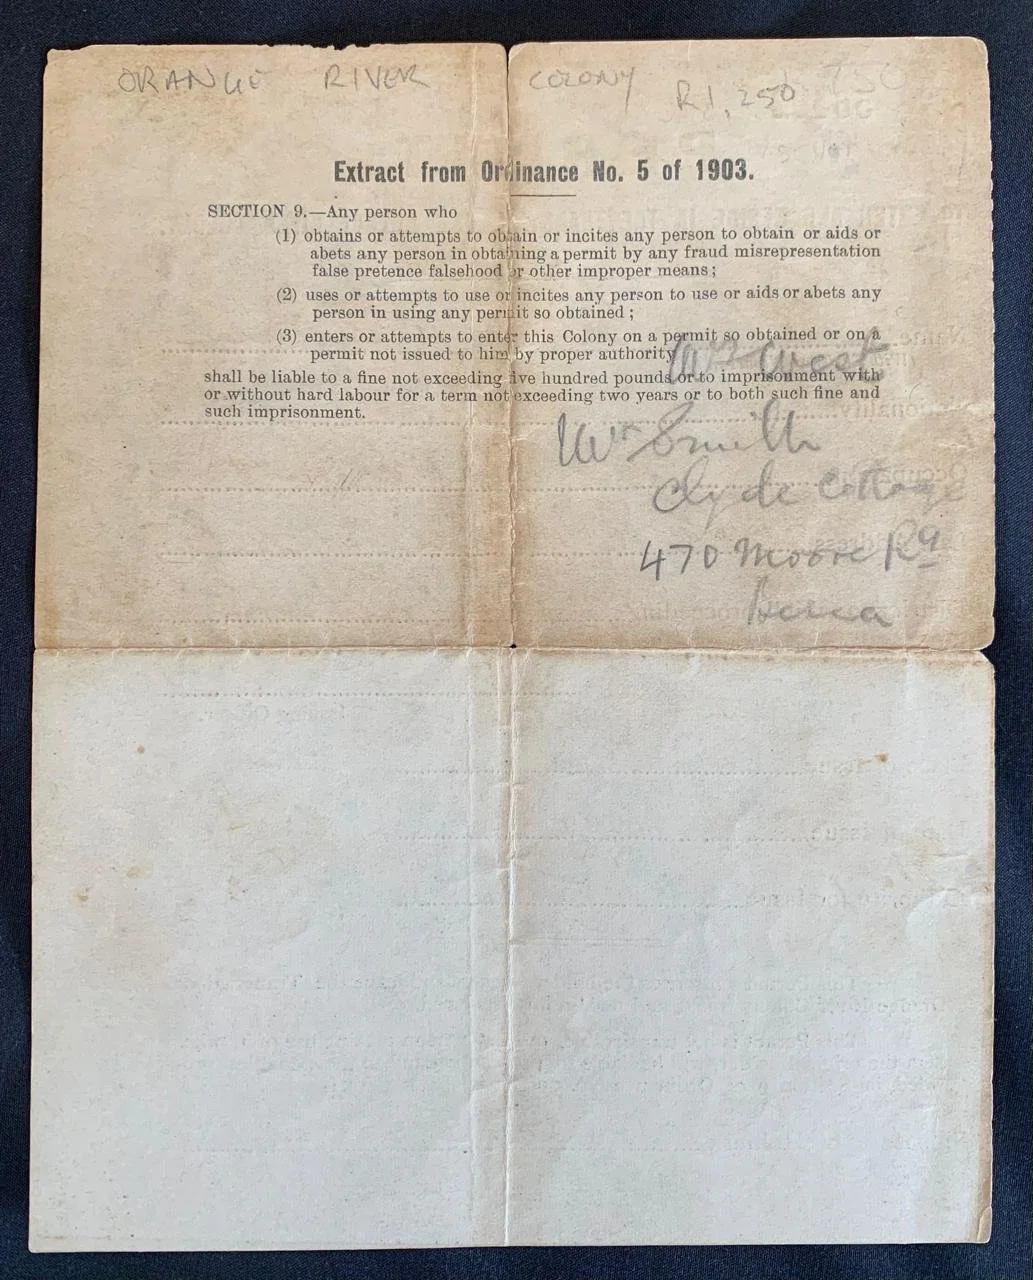 ORANGE RIVER COLONY
R1,250 750
Extract from Ordinance No. 5 of 1903.
SECTION 9.—Any person who
(1) obtains or attempts to obtain or incites any person to obtain or aids or
abets any person in obtaining a permit by any fraud misrepresentation
false pretence falsehood or other improper means;
(2) uses or attempts to use or incites any person to use or aids or abets any
person in using any permit so obtained;
(3) enters or attempts to enter this Colony on a permit so obtained or on a
permit not issued to him by proper authority
West
shall be liable to a fine not exceeding five hundred pounds or to imprisonment with
or without hard labour for a term not exceeding two years or to both such fine and
such imprisonment.
Mr Smith
Clyde Cottage
470 Moore Rd
Berea